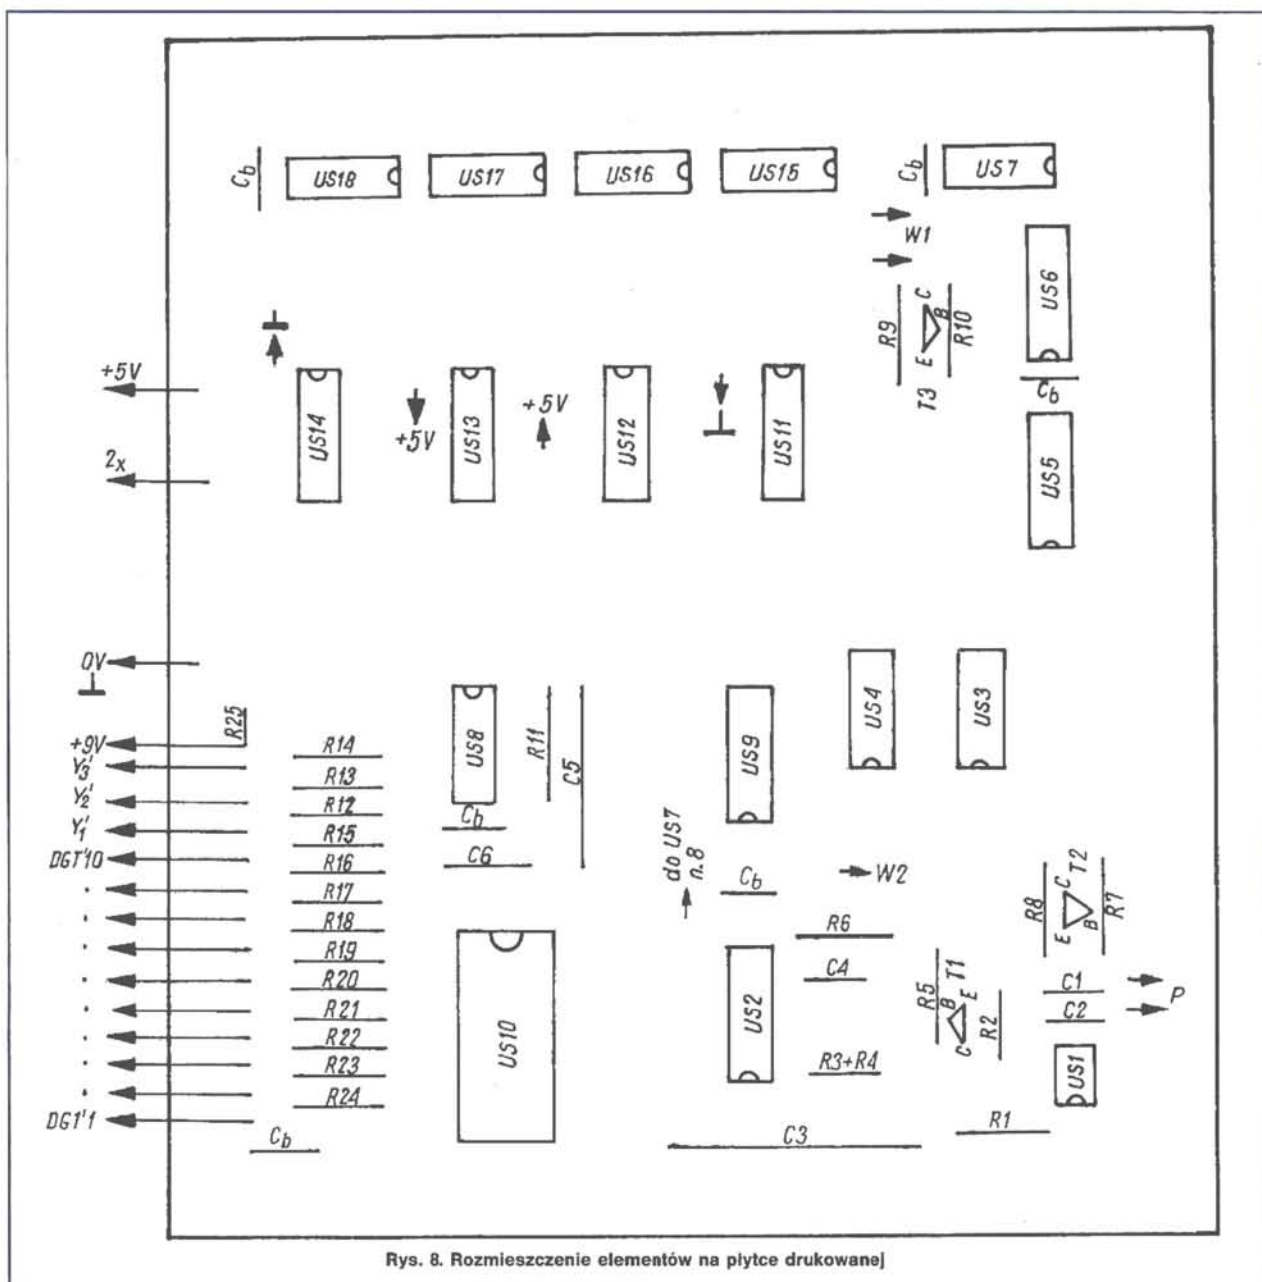 Cb
US18
US17
US16
US15
Cb
US7
W1
US6
R9
C
B
E
R10
T3
Cb
+5V
2x
US14
+5V
US13
+5V
US12
US11
US5
0V
+9V
R25
Y3'
Y2'
Y1'
DGT'10
DG1'1
R14
R13
R12
R15
R16
R17
R18
R19
R20
R21
R22
R23
R24
Cb
US8
R11
C5
Cb
C6
US10
US9
US4
US3
do US7
n.8
Cb
W2
R6
C4
US2
R3+R4
C3
R8
C
T2
E
B
R7
R5
T1
B
E
C
R2
C1
C2
P
US1
R1
Rys. 8. Rozmieszczenie elementów na płytce drukowanej